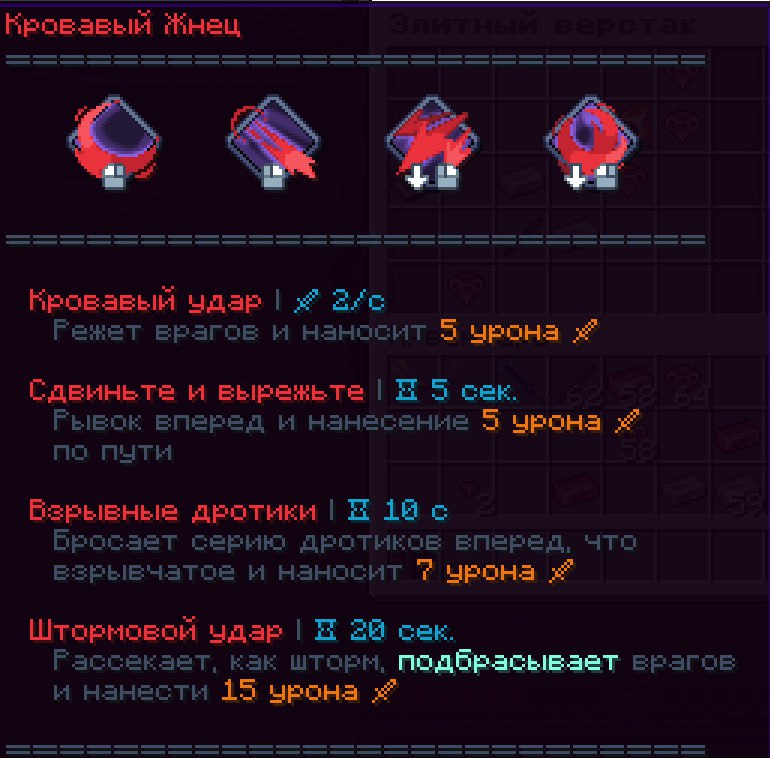 Кровавый Жнец
Элитный верстак
Кровавый удар | 2/с
Режет врагов и наносит 5 урона
Сдвиньте и вырежьте | 5 сек.
Рывок вперед и нанесение 5 урона
по пути
Взрывные дротики | 10 с
Бросает серию дротиков вперед, что
взрывчатое и наносит 7 урона
Штормовой удар | 20 сек.
Рассекает, как шторм, подбрасывает врагов
и нанести 15 урона